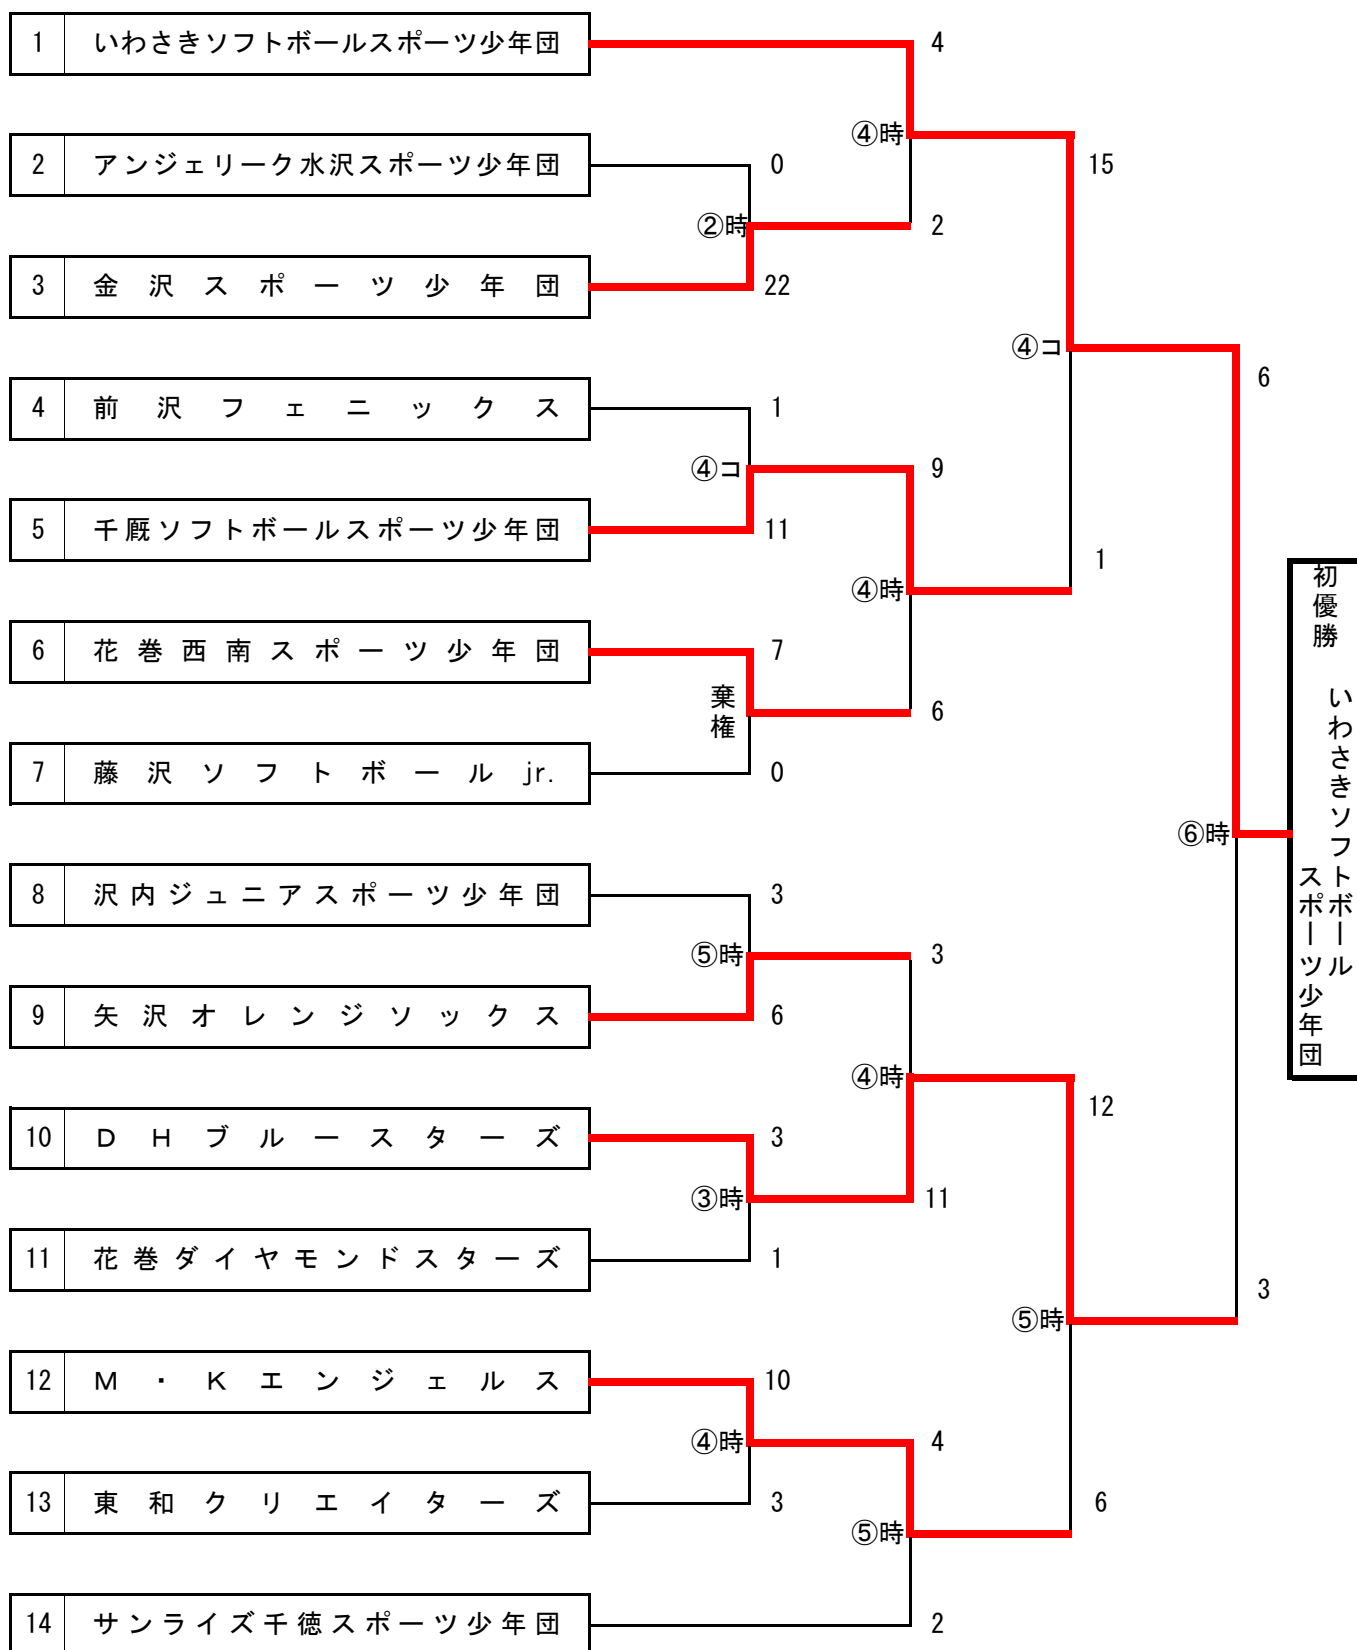 1 いわさきソフトボールスポーツ少年団
4
④時
2 アンジェリーク水沢スポーツ少年団
0
15
②時
2
3 金沢スポーツ少年団
22
④コ
6
4 前沢フェニックス
1
④コ
9
5 千厩ソフトボールスポーツ少年団
11
1
④時
6 花巻西南スポーツ少年団
7
棄権
6
7 藤沢ソフトボールjr.
0
⑥時
初優勝
いわさきソフトボール
スポーツ少年団
8 沢内ジュニアスポーツ少年団
3
⑤時
3
9 矢沢オレンジソックス
6
④時
12
10 DHブルースターズ
3
③時
11
11 花巻ダイヤモンドスターズ
1
3
⑤時
12 M・Kエンジェルス
10
④時
4
13 東和クリエイターズ
3
6
⑤時
14 サンライズ千徳スポーツ少年団
2